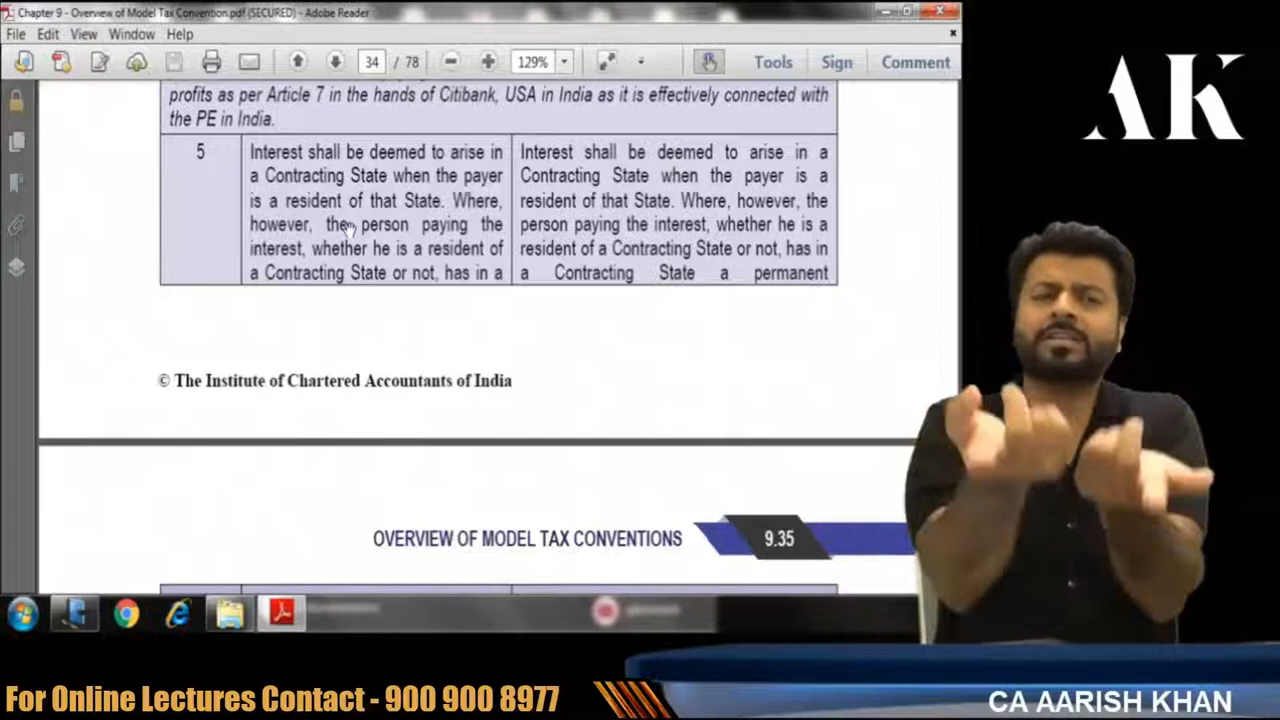 Chapter 9 - Overview of Model Tax Convention.pdf (SECURED) - Adobe Reader
File Edit View Window Help
34 / 78 129% Tools Sign Comment
profits as per Article 7 in the hands of Citibank, USA in India as it is effectively connected with
the PE in India.
5
Interest shall be deemed to arise in
a Contracting State when the payer
is a resident of that State. Where,
however, the person paying the
interest, whether he is a resident of
a Contracting State or not, has in a
Interest shall be deemed to arise in a
Contracting State when the payer is a
resident of that State. Where, however, the
person paying the interest, whether he is a
resident of a Contracting State or not, has in
a Contracting State a permanent
© The Institute of Chartered Accountants of India
OVERVIEW OF MODEL TAX CONVENTIONS 9.35
AK
For Online Lectures Contact - 900 900 8977
CA AARISH KHAN